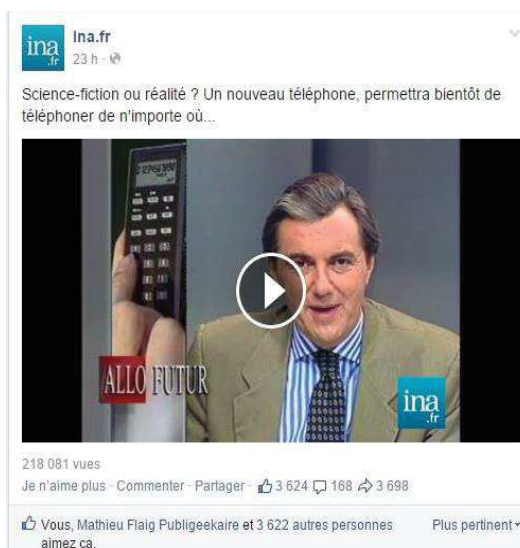 ina
.fr
Ina.fr
23 h ·
Science-fiction ou réalité ? Un nouveau téléphone, permettra bientôt de
téléphoner de n'importe où...
ALLO FUTUR
ina
.fr
218 081 vues
Je n'aime plus · Commenter · Partager · 3 624 168 3 698
Vous, Mathieu Flaig Publigeekaire et 3 622 autres personnes Plus pertinent
aimez ça.